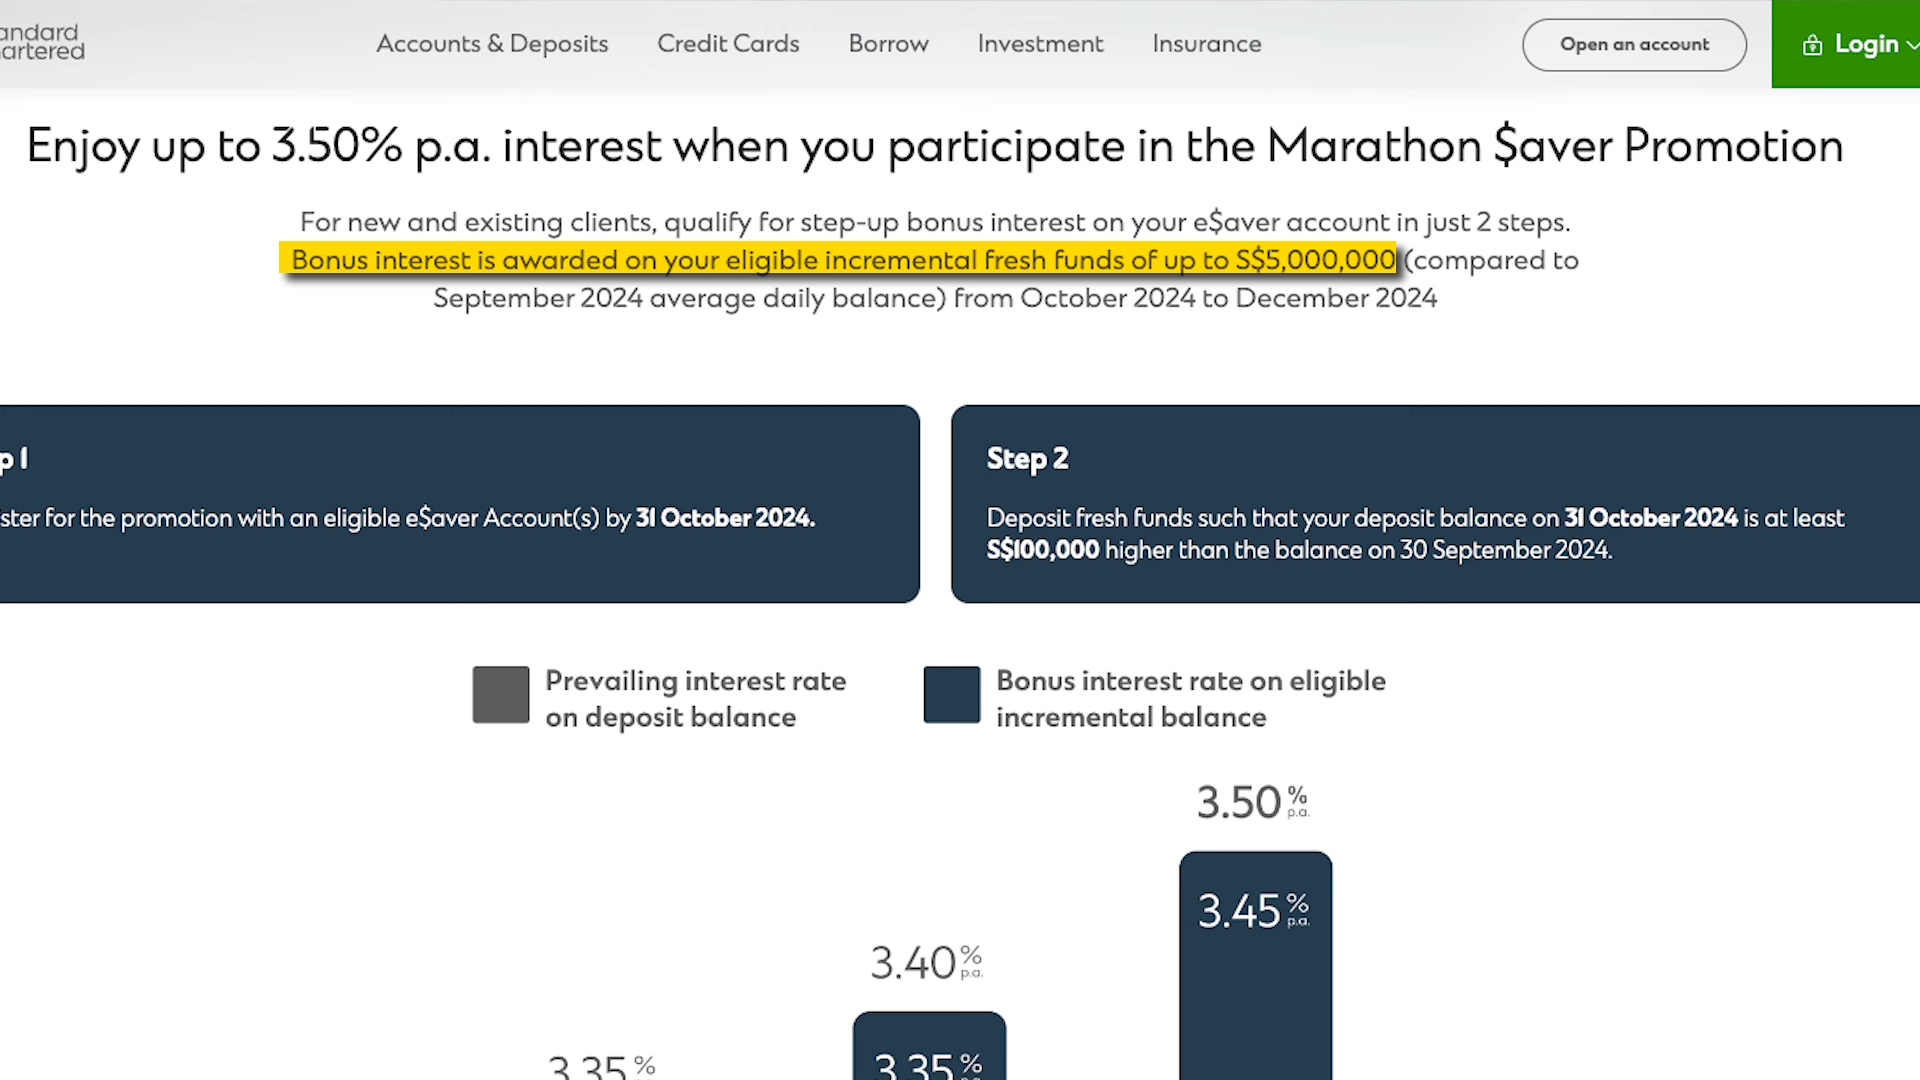 andard
artered
Accounts & Deposits
Credit Cards
Borrow
Investment
Insurance
Open an account
Login
Enjoy up to 3.50% p.a. interest when you participate in the Marathon $aver Promotion
For new and existing clients, qualify for step-up bonus interest on your e$aver account in just 2 steps.
Bonus interest is awarded on your eligible incremental fresh funds of up to S$5,000,000 (compared to
September 2024 average daily balance) from October 2024 to December 2024
p 1
ster for the promotion with an eligible e$aver Account(s) by 31 October 2024.
Step 2
Deposit fresh funds such that your deposit balance on 31 October 2024 is at least
S$100,000 higher than the balance on 30 September 2024.
Prevailing interest rate
on deposit balance
Bonus interest rate on eligible
incremental balance
3.50% p.a.
3.45% p.a.
3.40% p.a.
3.35%
3.35%